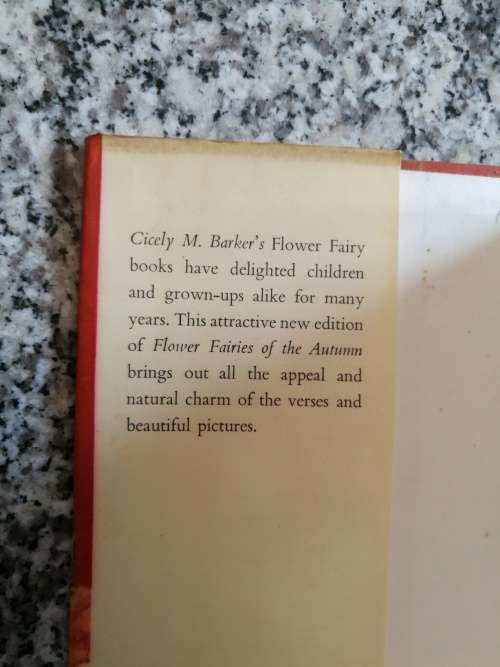 Cicely M. Barker's Flower Fairy
books have delighted children
and grown-ups alike for many
years. This attractive new edition
of Flower Fairies of the Autumn
brings out all the appeal and
natural charm of the verses and
beautiful pictures.